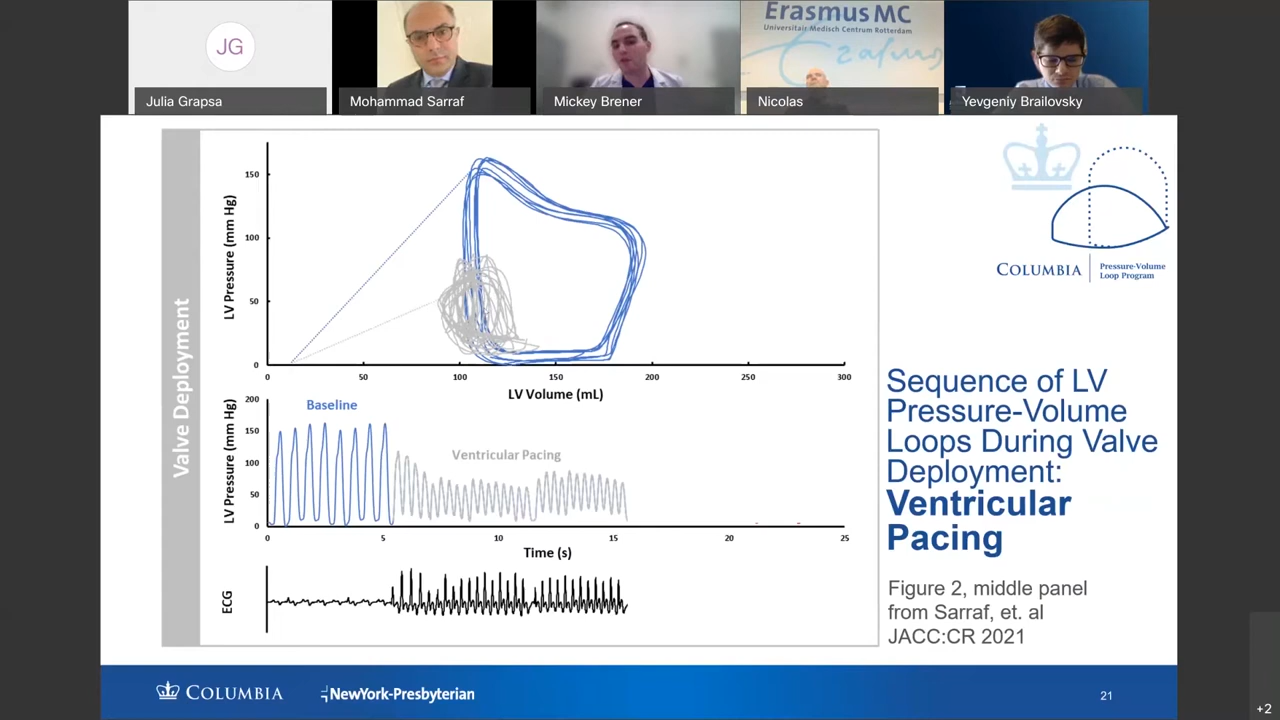 JG
Julia Grapsa
Mohammad Sarraf
Mickey Brener
Erasmus MC
Universitair Medisch Centrum Rotterdam
Nicolas
Yevgeniy Brailovsky
Valve Deployment
LV Pressure (mm Hg)
150
100
50
0
0 50 100 150 200 250 300
LV Volume (mL)
LV Pressure (mm Hg)
200
150
100
50
0
Baseline
Ventricular Pacing
0 5 10 15 20 25
Time (s)
ECG
COLUMBIA
Pressure-Volume
Loop Program
Sequence of LV
Pressure-Volume
Loops During Valve
Deployment:
Ventricular
Pacing
Figure 2, middle panel
from Sarraf, et. al
JACC:CR 2021
COLUMBIA
NewYork-Presbyterian
21
+2